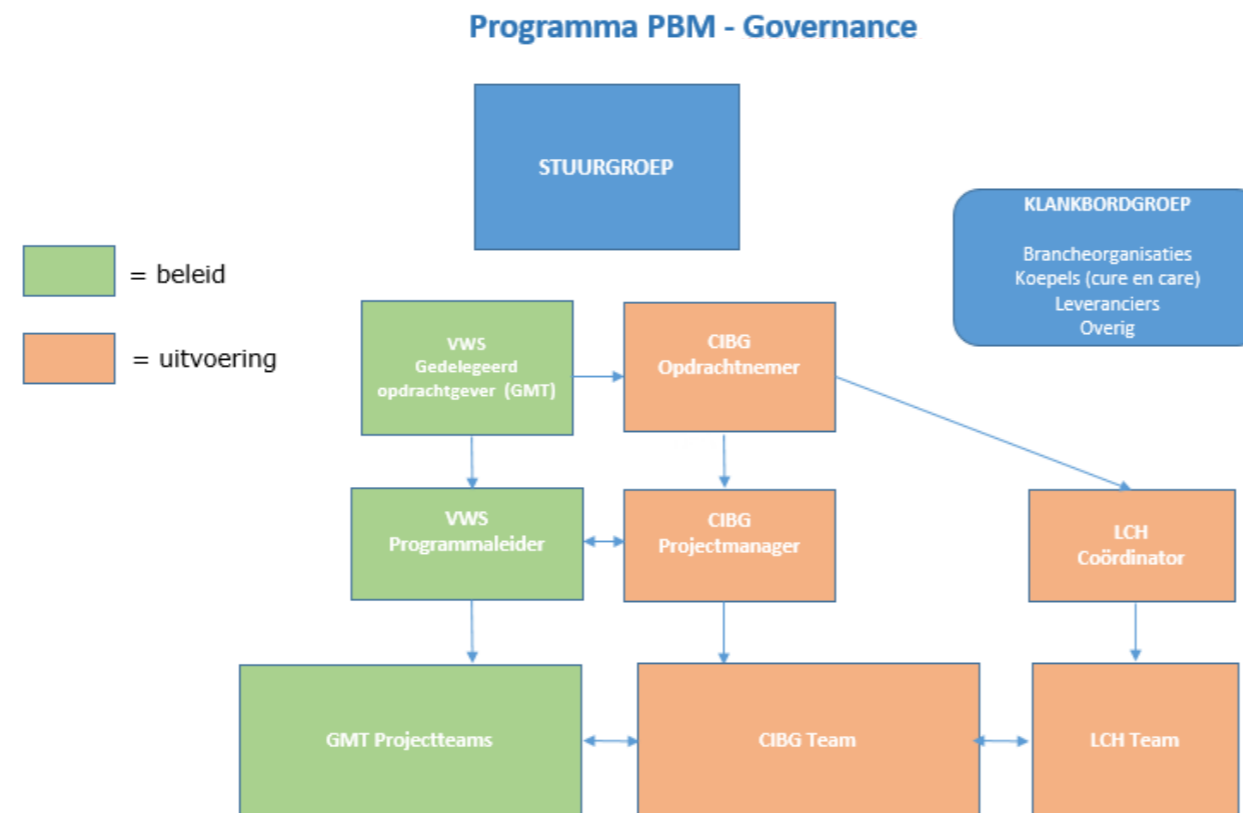 Programma PBM - Governance
STUURGROEP
KLANKBORDGROEP
Brancheorganisaties
Koepels (cure en care)
Leveranciers
Overig
= beleid
= uitvoering
VWS
Gedelegeerd
opdrachtgever (GMT)
CIBG
Opdrachtnemer
VWS
Programmaleider
CIBG
Projectmanager
LCH
Coördinator
GMT Projectteams
CIBG Team
LCH Team